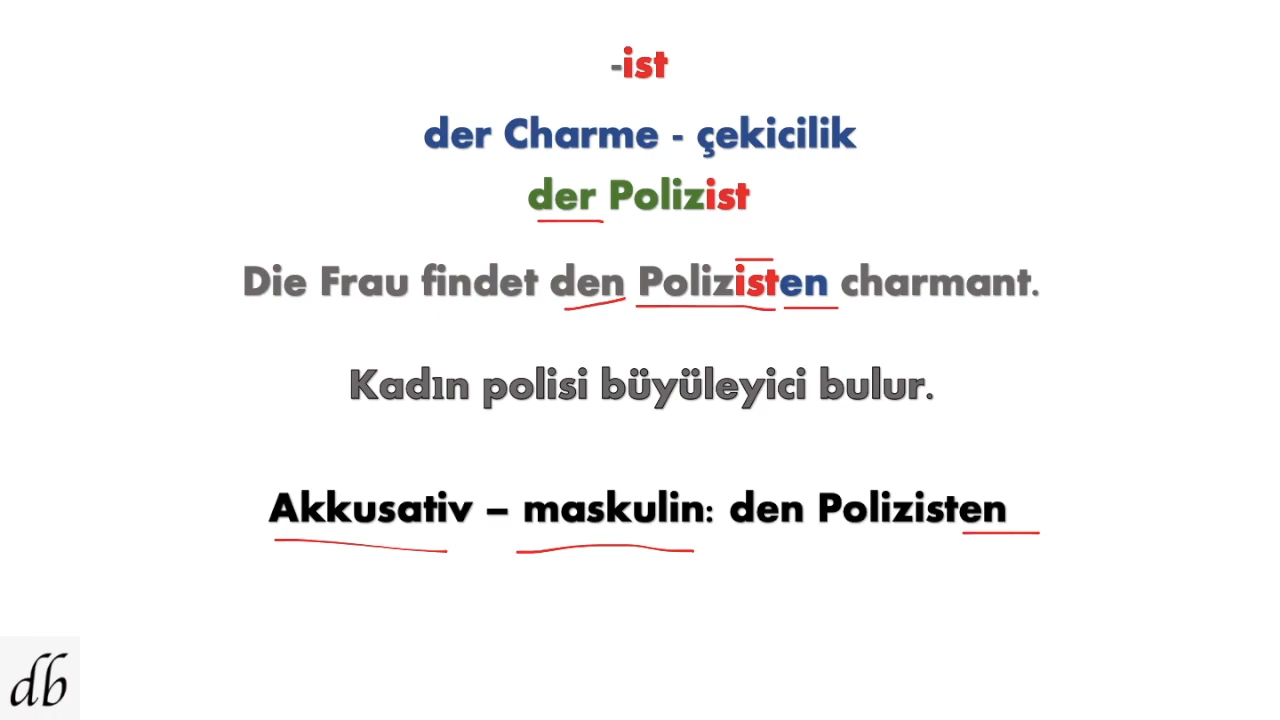 -ist
der Charme - çekicilik
der Polizist
Die Frau findet den Polizisten charmant.
Kadın polisi büyüleyici bulur.
Akkusativ – maskulin: den Polizisten
db